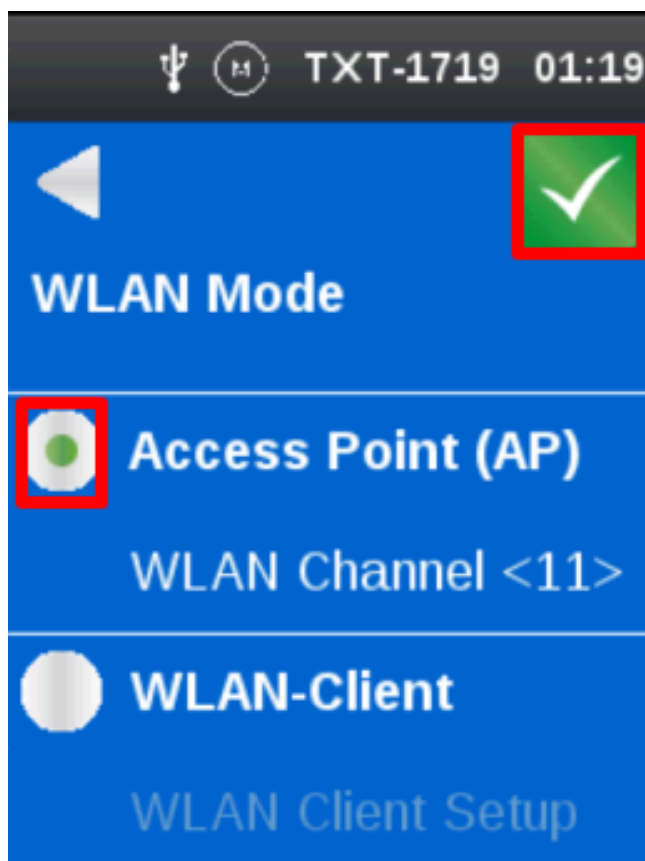 TXT-1719 01:19
WLAN Mode
Access Point (AP)
WLAN Channel <11>
WLAN-Client
WLAN Client Setup